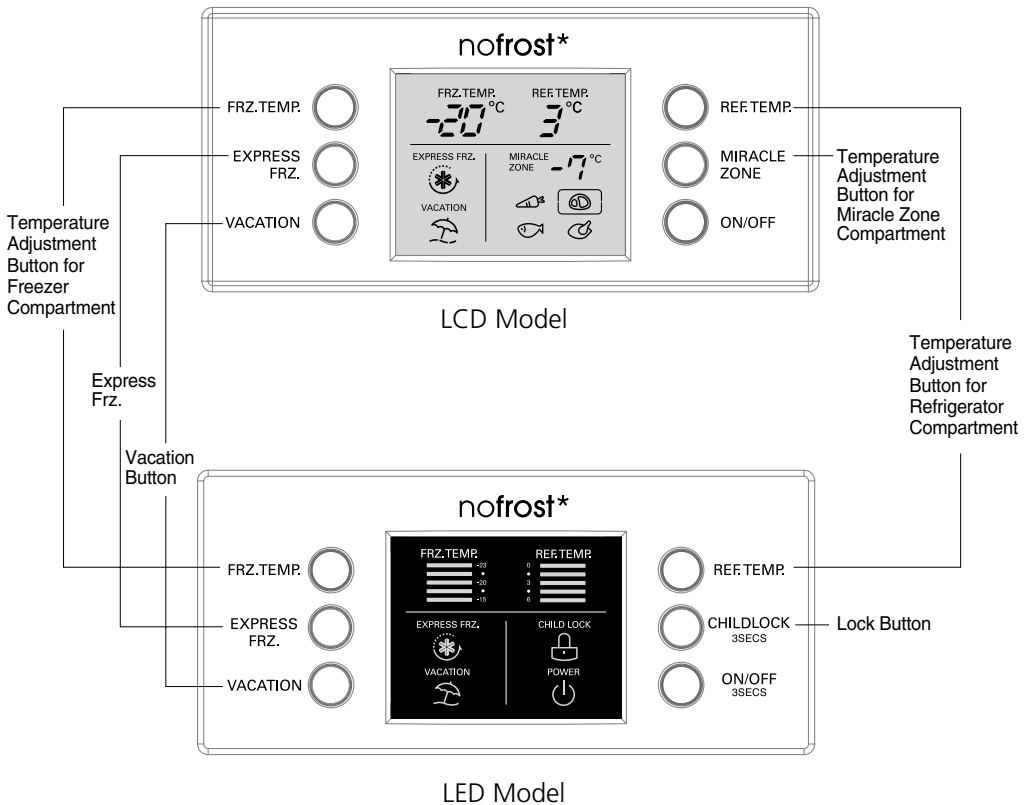 nofrost*
FRZ.TEMP.
EXPRESS
FRZ.
VACATION
FRZ.TEMP.
-20 °C
REF.TEMP.
3 °C
EXPRESS FRZ.
VACATION
MIRACLE
ZONE
-7 °C
REF.TEMP.
MIRACLE
ZONE
ON/OFF
LCD Model
Temperature
Adjustment
Button for
Freezer
Compartment
Express
Frz.
Vacation
Button
Temperature
Adjustment
Button for
Miracle Zone
Compartment
Temperature
Adjustment
Button for
Refrigerator
Compartment
nofrost*
FRZ.TEMP.
EXPRESS
FRZ.
VACATION
FRZ.TEMP.
-23
-20
-15
REF.TEMP.
0
3
6
EXPRESS FRZ.
VACATION
CHILD LOCK
POWER
REF.TEMP.
CHILDLOCK
3SECS
ON/OFF
3SECS
Lock Button
LED Model